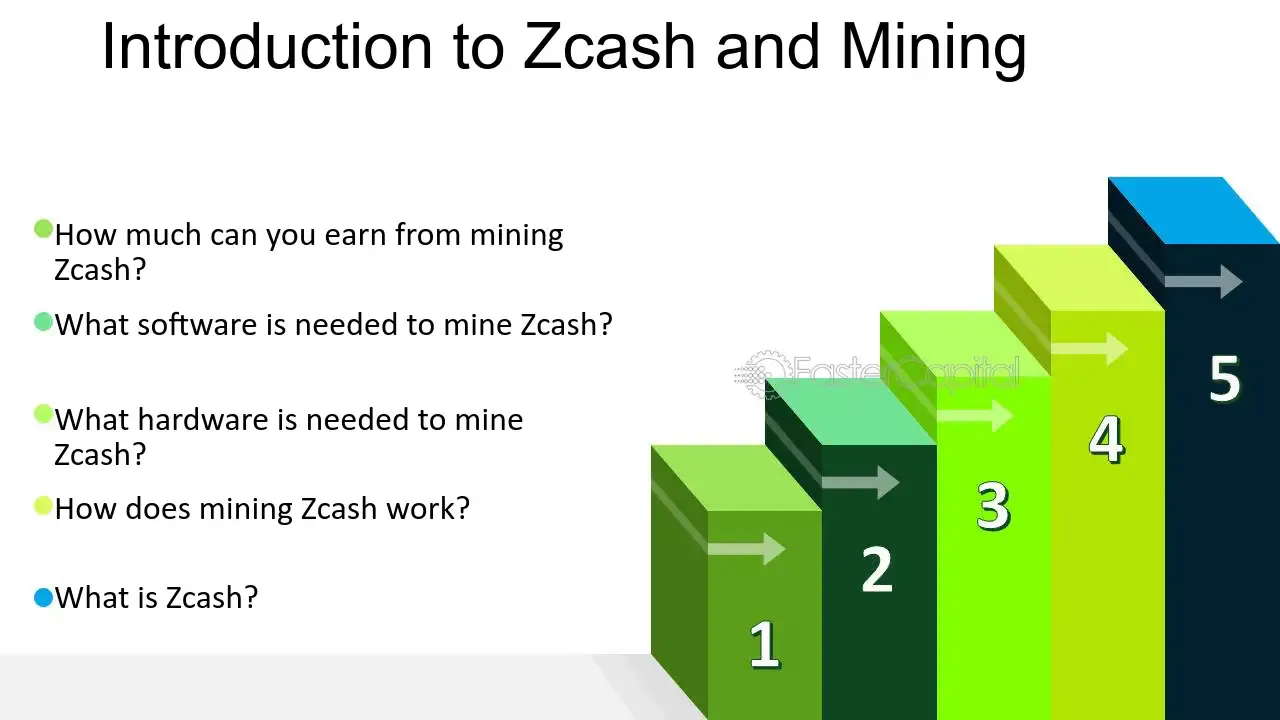 Introduction to Zcash and Mining
How much can you earn from mining
Zcash?
What software is needed to mine Zcash?
What hardware is needed to mine
Zcash?
How does mining Zcash work?
What is Zcash?
FasterCapital
1
2
3
4
5